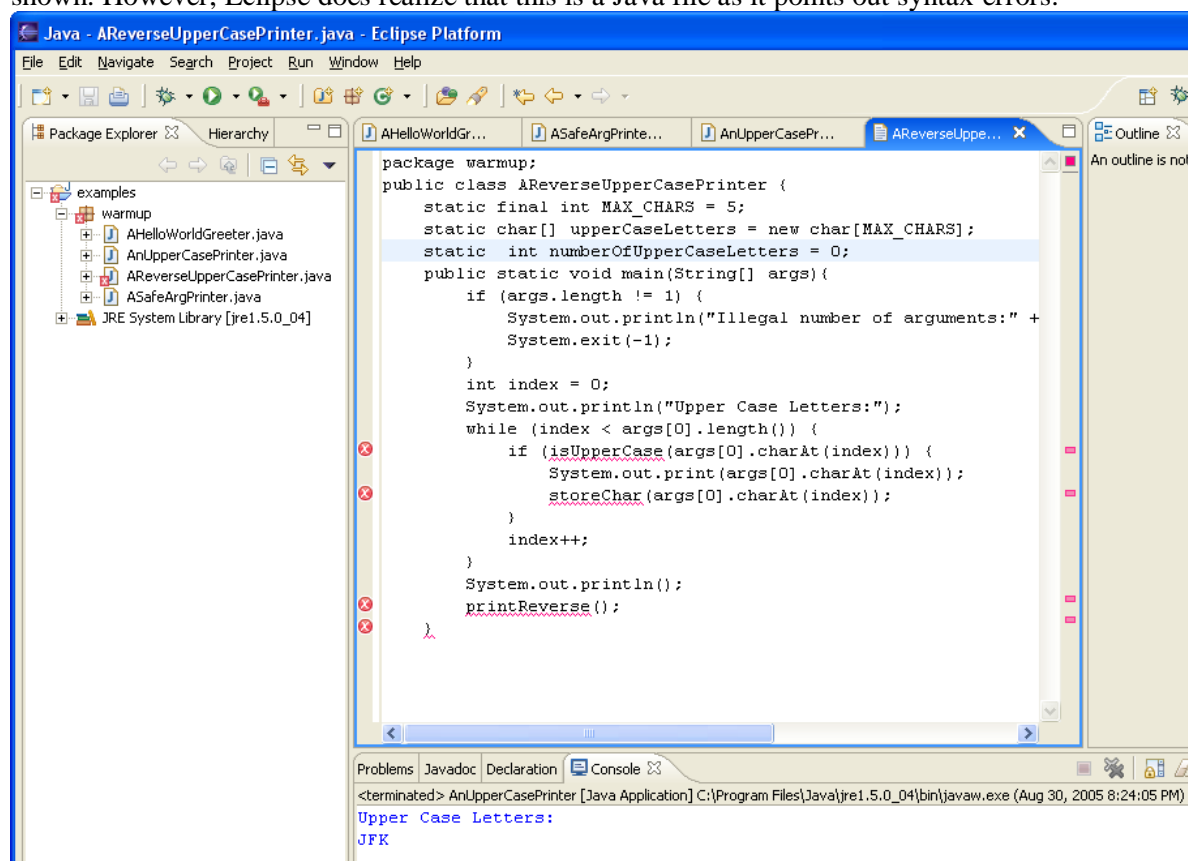 shown. However, Eclipse does realize that this is a Java file as it points out syntax errors.
Java - AReverseUpperCasePrinter.java - Eclipse Platform
File Edit Navigate Search Project Run Window Help
Package Explorer Hierarchy
examples
warmup
AHelloWorldGreeter.java
AnUpperCasePrinter.java
AReverseUpperCasePrinter.java
ASafeArgPrinter.java
JRE System Library [jre1.5.0_04]
AHelloWorldGr... ASafeArgPrinte... AnUpperCasePr... AReverseUppe...
package warmup;
public class AReverseUpperCasePrinter {
static final int MAX_CHARS = 5;
static char[] upperCaseLetters = new char[MAX_CHARS];
static int numberOfUpperCaseLetters = 0;
public static void main(String[] args){
if (args.length != 1) {
System.out.println("Illegal number of arguments:" +
System.exit(-1);
}
int index = 0;
System.out.println("Upper Case Letters:");
while (index < args[0].length()) {
if (isUpperCase(args[0].charAt(index))) {
System.out.print(args[0].charAt(index));
storeChar(args[0].charAt(index));
}
index++;
}
System.out.println();
printReverse();
}
Outline
An outline is not
Problems Javadoc Declaration Console
<terminated> AnUpperCasePrinter [Java Application] C:\Program Files\Java\jre1.5.0_04\bin\javaw.exe (Aug 30, 2005 8:24:05 PM)
Upper Case Letters:
JFK